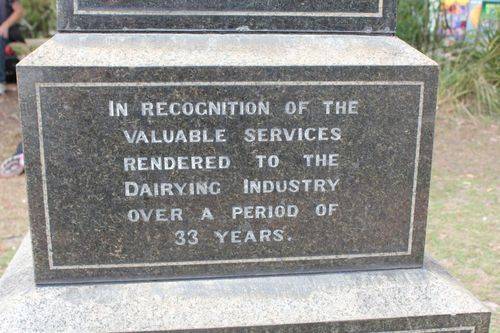 IN RECOGNITION OF THE
VALUABLE SERVICES
RENDERED TO THE
DAIRYING INDUSTRY
OVER A PERIOD OF
33 YEARS.